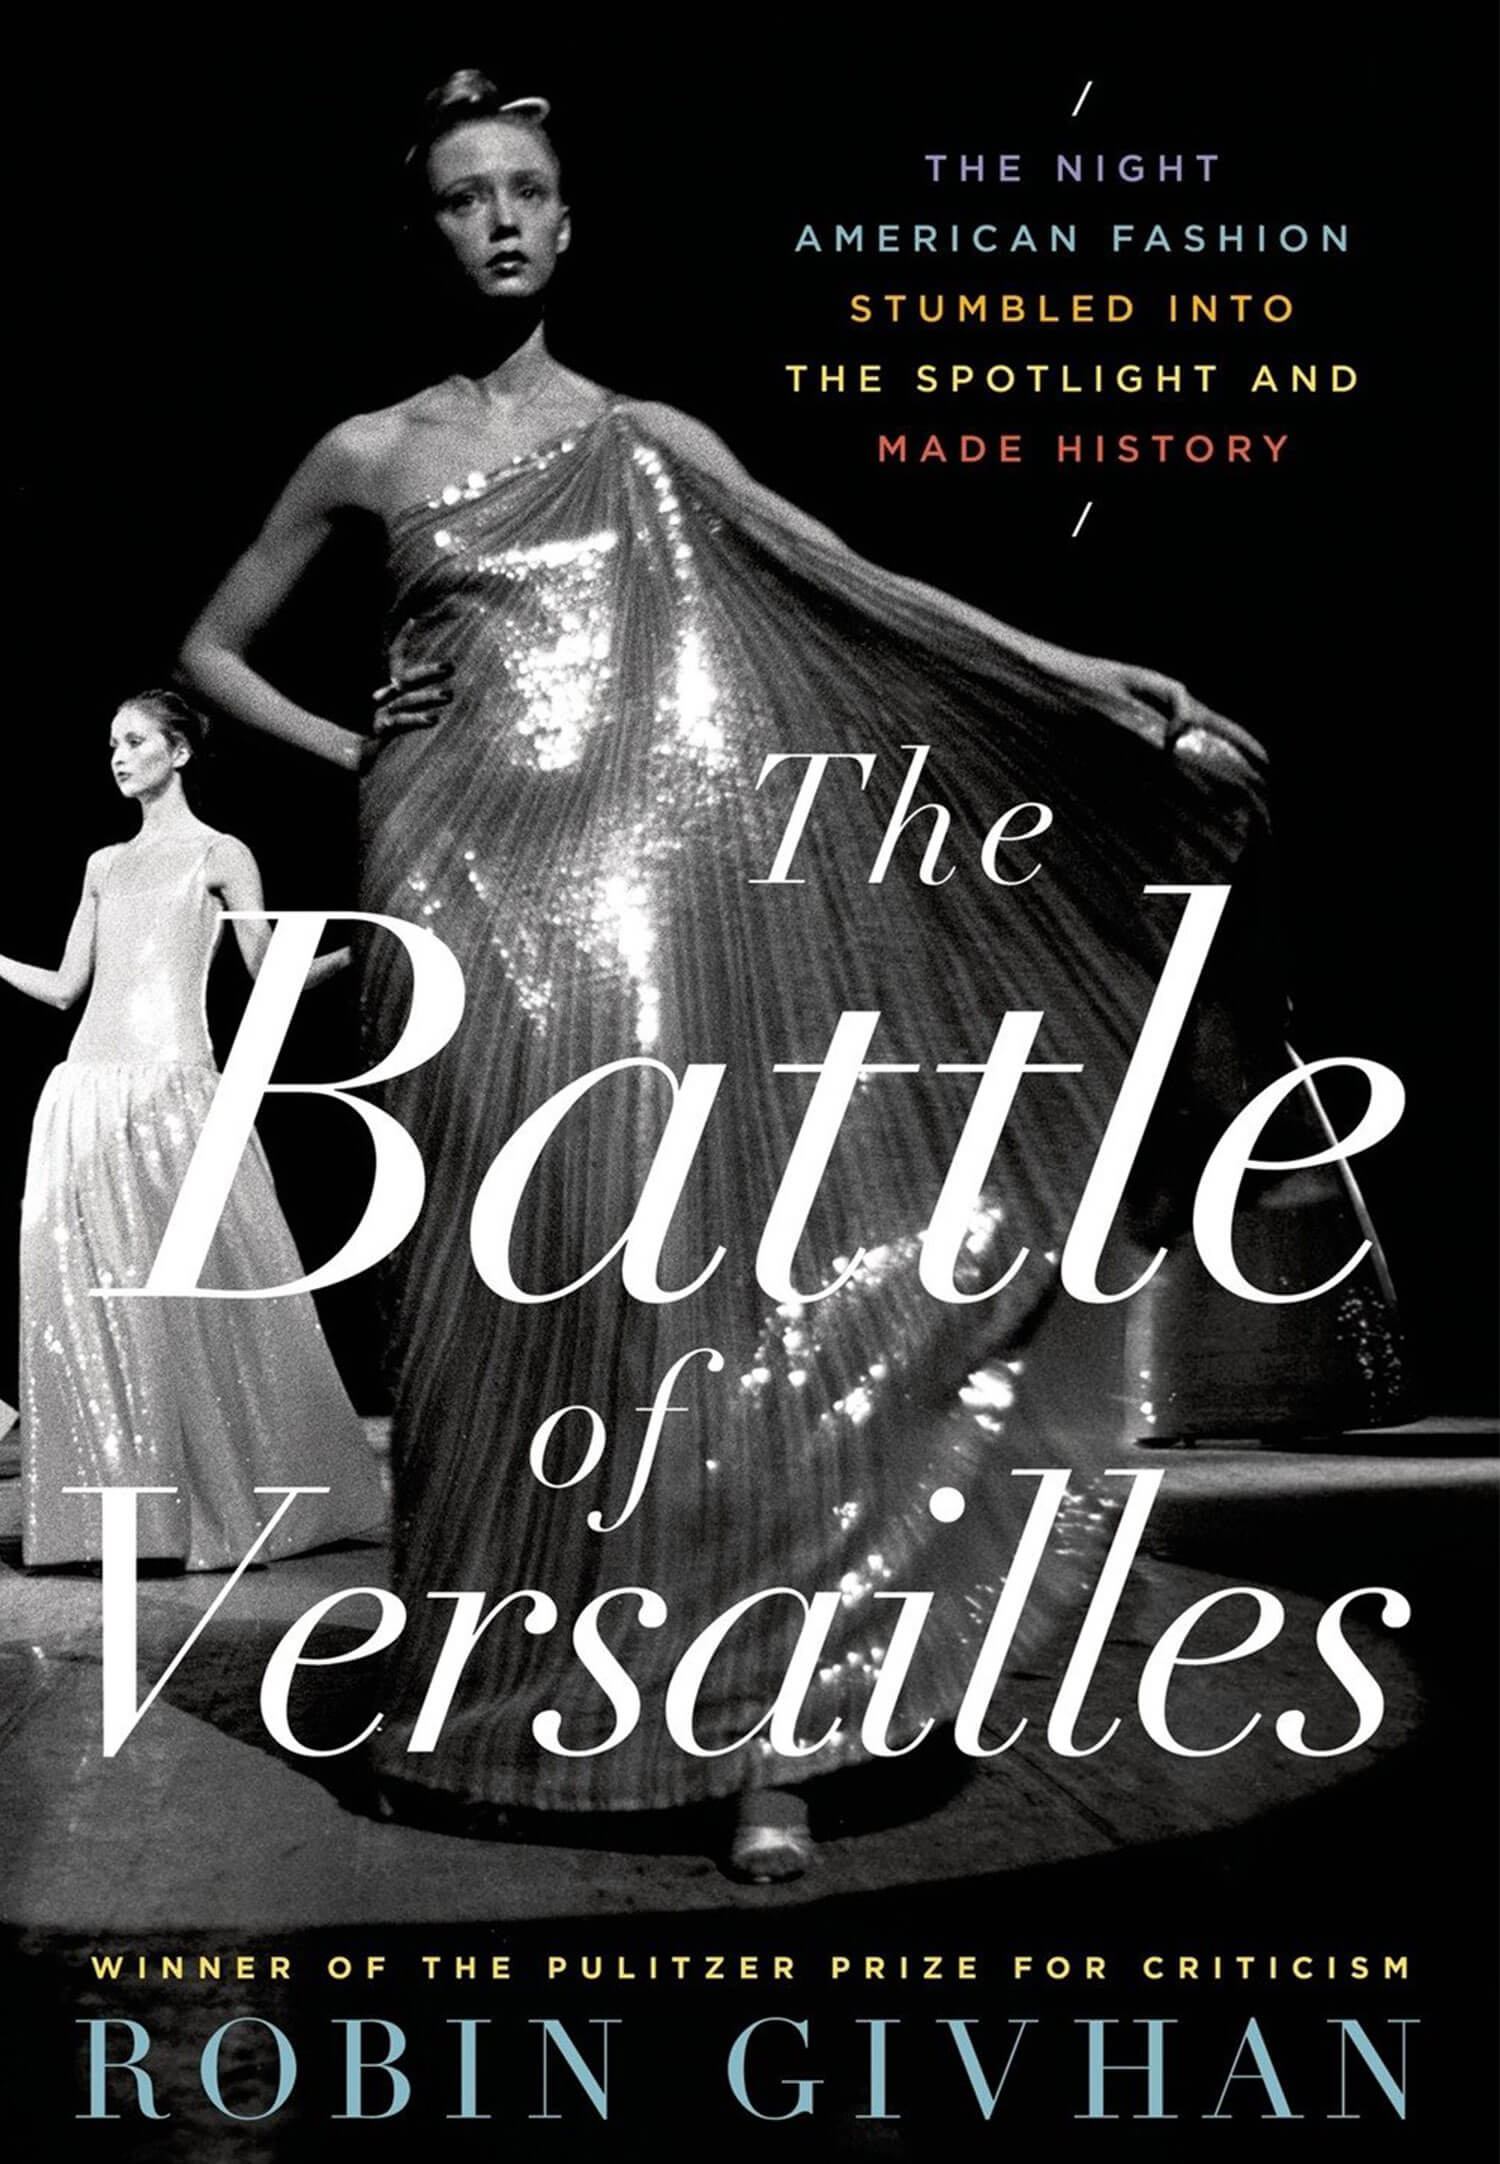 /
THE NIGHT
AMERICAN FASHION
STUMBLED INTO
THE SPOTLIGHT AND
MADE HISTORY
/
The
Battle
of
Versailles
WINNER OF THE PULITZER PRIZE FOR CRITICISM
ROBIN GIVHAN